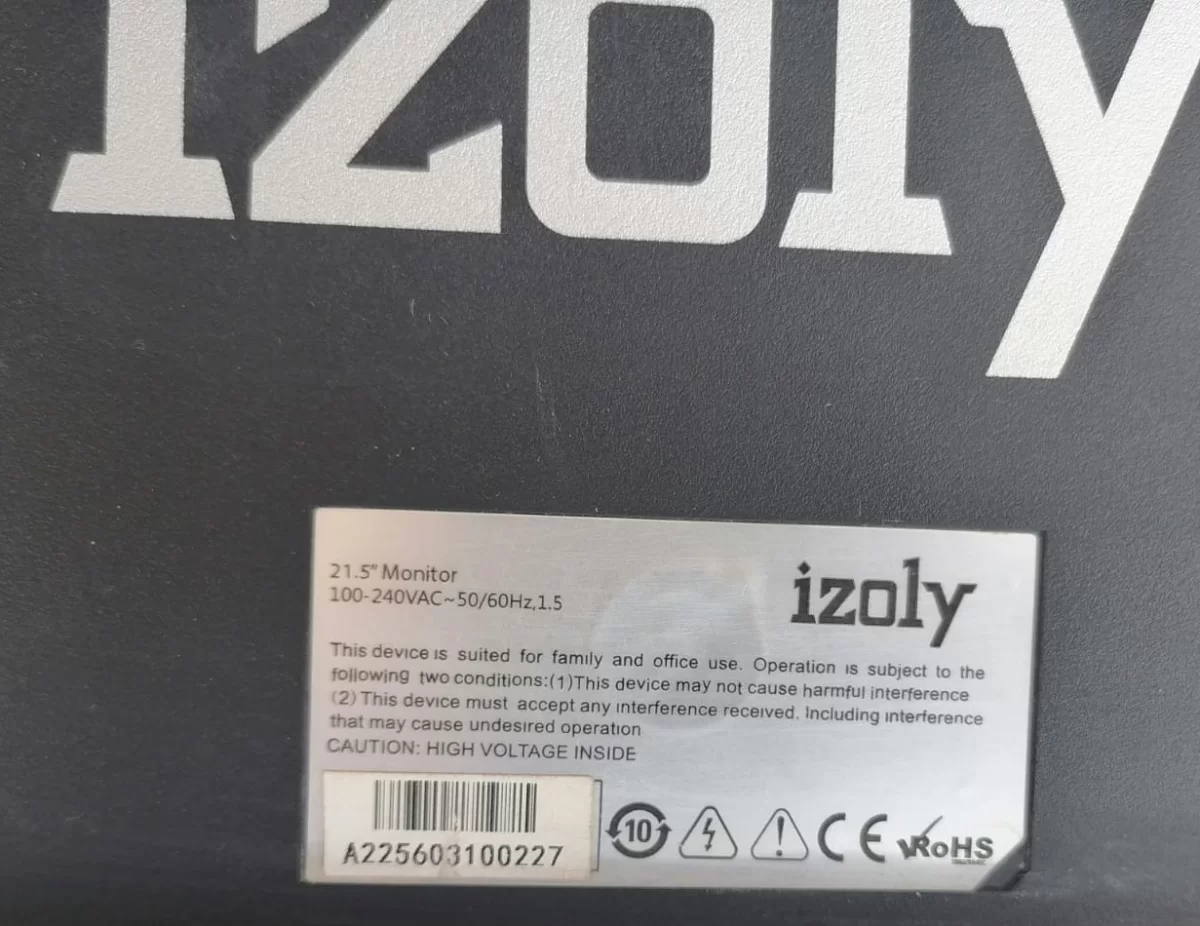 izoly
21.5" Monitor
100-240VAC~50/60Hz,1.5
izoly
This device is suited for family and office use. Operation is subject to the
following two conditions:(1)This device may not cause harmful interference
(2) This device must accept any interference received. Including interference
that may cause undesired operation
CAUTION: HIGH VOLTAGE INSIDE
A225603100227
10
CE
RoHS